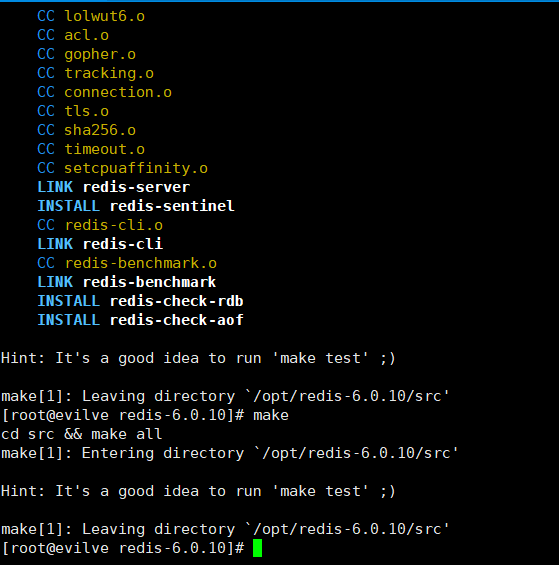 CC lolwut6.o
CC acl.o
CC gopher.o
CC tracking.o
CC connection.o
CC tls.o
CC sha256.o
CC timeout.o
CC setcpuaffinity.o
LINK redis-server
INSTALL redis-sentinel
CC redis-cli.o
LINK redis-cli
CC redis-benchmark.o
LINK redis-benchmark
INSTALL redis-check-rdb
INSTALL redis-check-aof
Hint: It's a good idea to run 'make test' ;)
make[1]: Leaving directory `/opt/redis-6.0.10/src'
[root@evilve redis-6.0.10]# make
cd src && make all
make[1]: Entering directory `/opt/redis-6.0.10/src'
Hint: It's a good idea to run 'make test' ;)
make[1]: Leaving directory `/opt/redis-6.0.10/src'
[root@evilve redis-6.0.10]#